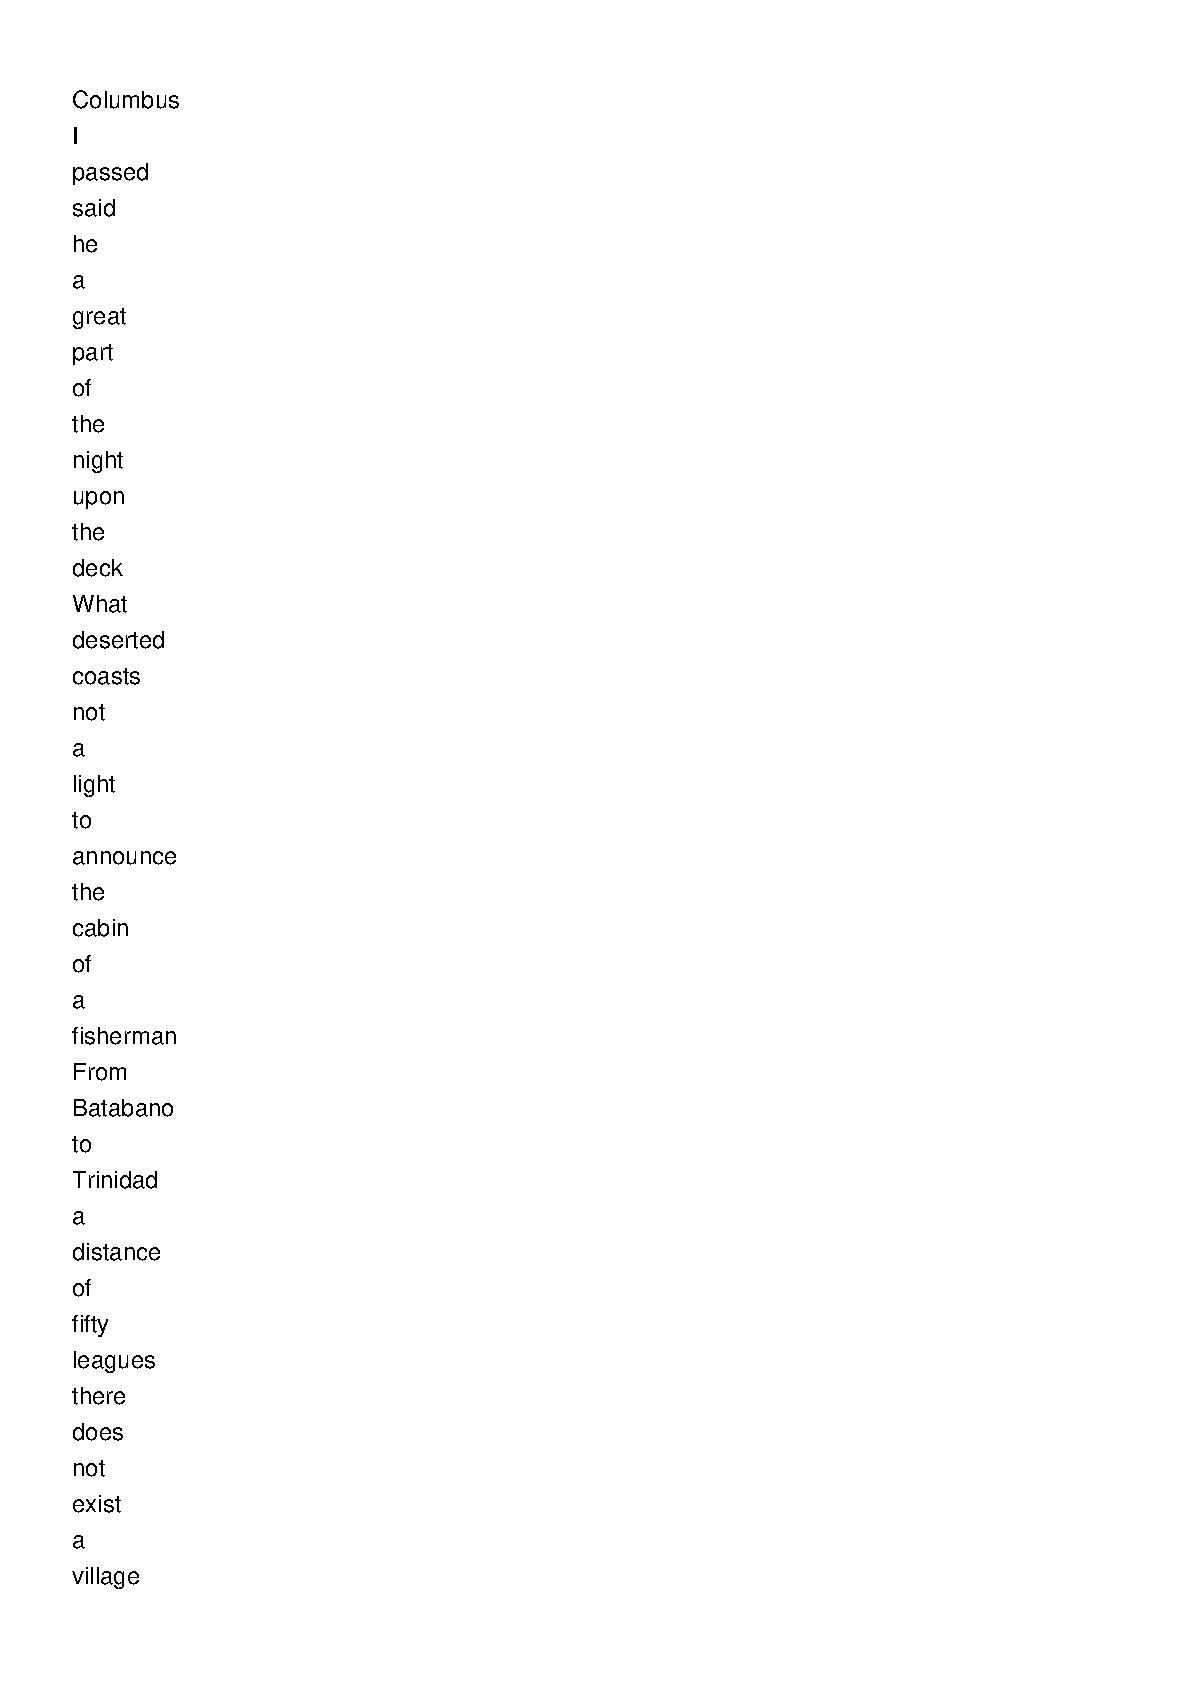 Columbus
I
passed
said
he
a
great
part
of
the
night
upon
the
deck
What
deserted
coasts
not
a
light
to
announce
the
cabin
of
a
fisherman
From
Batabano
to
Trinidad
a
distance
of
fifty
leagues
there
does
not
exist
a
village